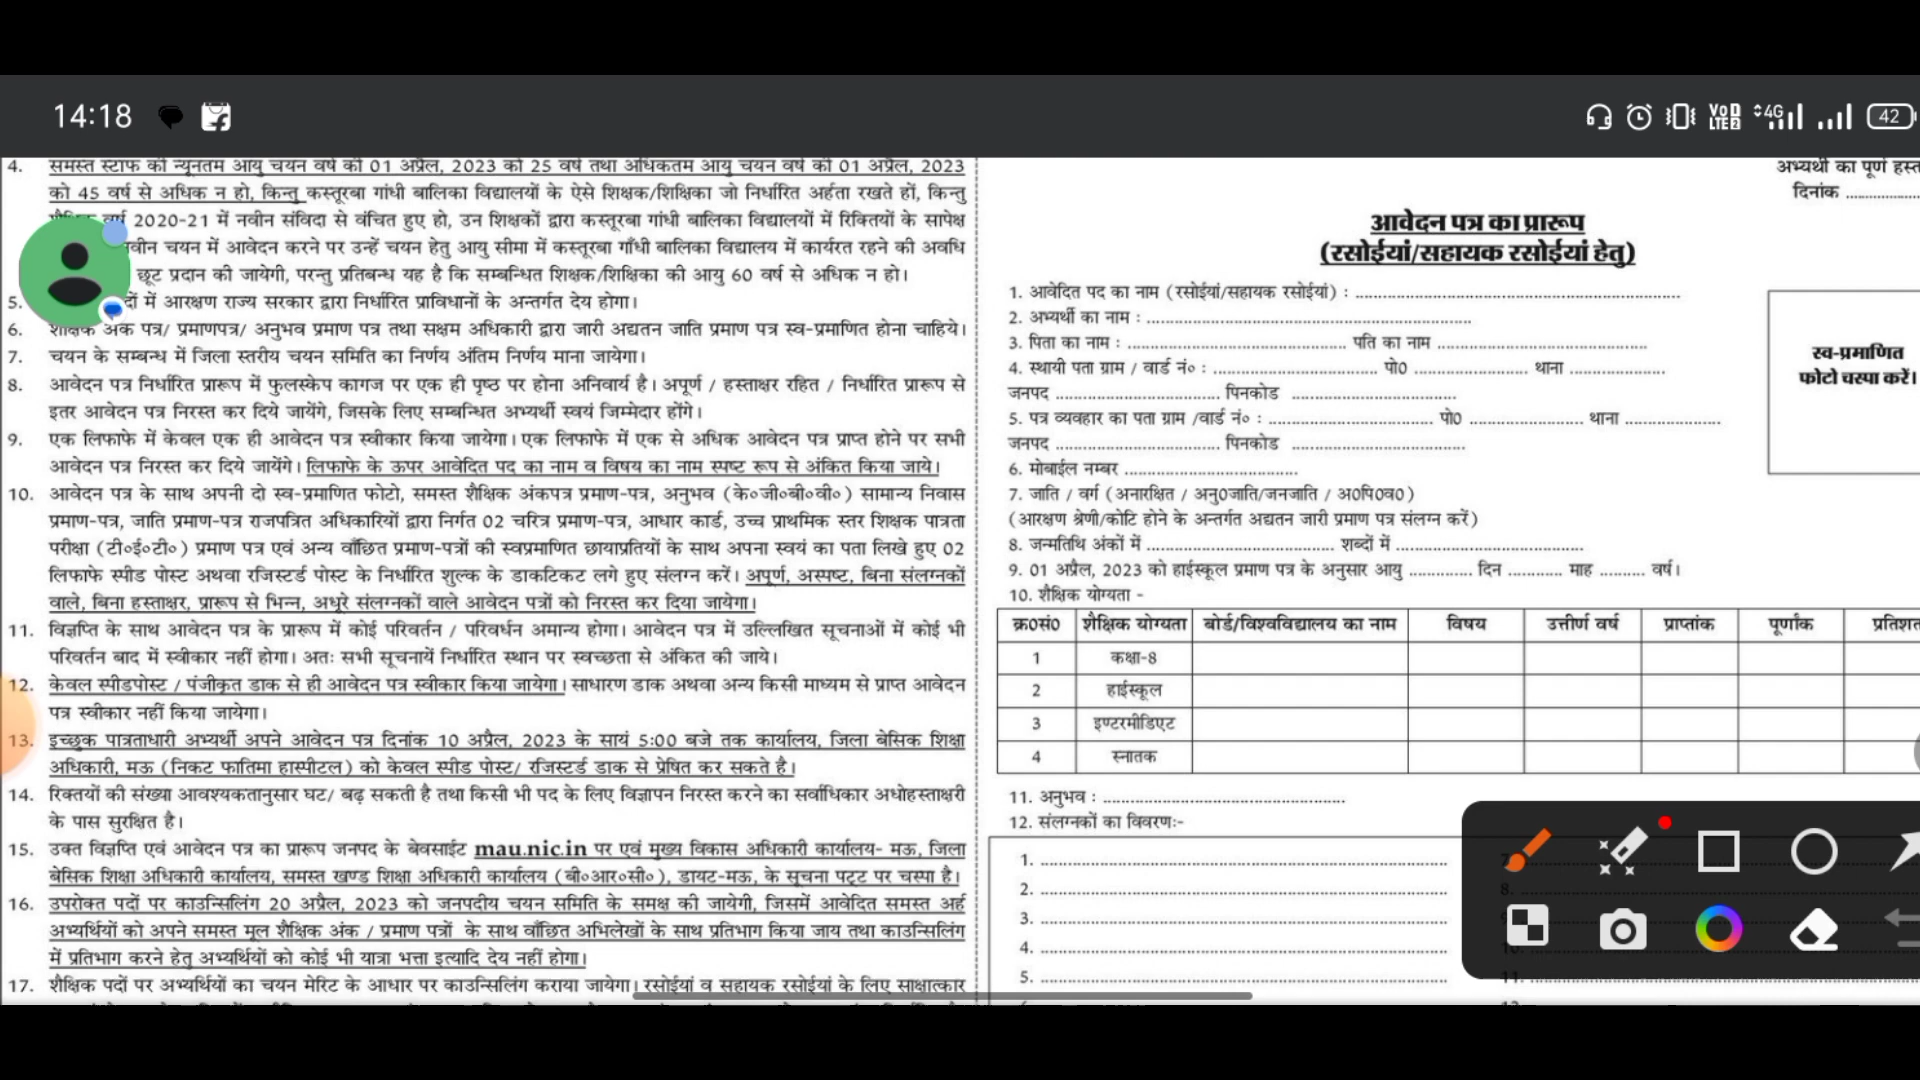 14:18
VoD LTE2 4G 42
4. समस्त स्टाफ की न्यूनतम आयु चयन वर्ष की 01 अप्रैल, 2023 को 25 वर्ष तथा अधिकतम आयु चयन वर्ष की 01 अप्रैल, 2023
को 45 वर्ष से अधिक न हो, किन्तु कस्तूरबा गांधी बालिका विद्यालयों के ऐसे शिक्षक/शिक्षिका जो निर्धारित अर्हता रखते हों, किन्तु
वर्ष 2020-21 में नवीन संविदा से वंचित हुए हो, उन शिक्षकों द्वारा कस्तूरबा गांधी बालिका विद्यालयों में रिक्तियों के सापेक्ष
नवीन चयन में आवेदन करने पर उन्हें चयन हेतु आयु सीमा में कस्तूरबा गाँधी बालिका विद्यालय में कार्यरत रहने की अवधि
छूट प्रदान की जायेगी, परन्तु प्रतिबन्ध यह है कि सम्बन्धित शिक्षक/शिक्षिका की आयु 60 वर्ष से अधिक न हो।
5. में आरक्षण राज्य सरकार द्वारा निर्धारित प्राविधानों के अन्तर्गत देय होगा।
6. शैक्षिक अंक पत्र/ प्रमाणपत्र/ अनुभव प्रमाण पत्र तथा सक्षम अधिकारी द्वारा जारी अद्यतन जाति प्रमाण पत्र स्व-प्रमाणित होना चाहिये।
7. चयन के सम्बन्ध में जिला स्तरीय चयन समिति का निर्णय अंतिम निर्णय माना जायेगा।
8. आवेदन पत्र निर्धारित प्रारूप में फुलस्केप कागज पर एक ही पृष्ठ पर होना अनिवार्य है। अपूर्ण / हस्ताक्षर रहित / निर्धारित प्रारूप से
इतर आवेदन पत्र निरस्त कर दिये जायेंगे, जिसके लिए सम्बन्धित अभ्यर्थी स्वयं जिम्मेदार होंगे।
9. एक लिफाफे में केवल एक ही आवेदन पत्र स्वीकार किया जायेगा। एक लिफाफे में एक से अधिक आवेदन पत्र प्राप्त होने पर सभी
आवेदन पत्र निरस्त कर दिये जायेंगे। लिफाफे के ऊपर आवेदित पद का नाम व विषय का नाम स्पष्ट रूप से अंकित किया जाये।
10. आवेदन पत्र के साथ अपनी दो स्व-प्रमाणित फोटो, समस्त शैक्षिक अंकपत्र प्रमाण-पत्र, अनुभव (के०जी०बी०वी०) सामान्य निवास
प्रमाण-पत्र, जाति प्रमाण-पत्र राजपत्रित अधिकारियों द्वारा निर्गत 02 चरित्र प्रमाण-पत्र, आधार कार्ड, उच्च प्राथमिक स्तर शिक्षक पात्रता
परीक्षा (टी०ई०टी०) प्रमाण पत्र एवं अन्य वाँछित प्रमाण-पत्रों की स्वप्रमाणित छायाप्रतियों के साथ अपना स्वयं का पता लिखे हुए 02
लिफाफे स्पीड पोस्ट अथवा रजिस्टर्ड पोस्ट के निर्धारित शुल्क के डाकटिकट लगे हुए संलग्न करें। अपूर्ण, अस्पष्ट, बिना संलग्नकों
वाले, बिना हस्ताक्षर, प्रारूप से भिन्न, अधूरे संलग्नकों वाले आवेदन पत्रों को निरस्त कर दिया जायेगा।
11. विज्ञप्ति के साथ आवेदन पत्र के प्रारूप में कोई परिवर्तन / परिवर्धन अमान्य होगा। आवेदन पत्र में उल्लिखित सूचनाओं में कोई भी
परिवर्तन बाद में स्वीकार नहीं होगा। अतः सभी सूचनायें निर्धारित स्थान पर स्वच्छता से अंकित की जाये।
12. केवल स्पीडपोस्ट / पंजीकृत डाक से ही आवेदन पत्र स्वीकार किया जायेगा। साधारण डाक अथवा अन्य किसी माध्यम से प्राप्त आवेदन
पत्र स्वीकार नहीं किया जायेगा।
13. इच्छुक पात्रताधारी अभ्यर्थी अपने आवेदन पत्र दिनांक 10 अप्रैल, 2023 के सायं 5:00 बजे तक कार्यालय, जिला बेसिक शिक्षा
अधिकारी, मऊ (निकट फातिमा हास्पीटल) को केवल स्पीड पोस्ट/ रजिस्टर्ड डाक से प्रेषित कर सकते है।
14. रिक्तयों की संख्या आवश्यकतानुसार घट/ बढ़ सकती है तथा किसी भी पद के लिए विज्ञापन निरस्त करने का सर्वाधिकार अधोहस्ताक्षरी
के पास सुरक्षित है।
15. उक्त विज्ञप्ति एवं आवेदन पत्र का प्रारूप जनपद के बेवसाईट mau.nic.in पर एवं मुख्य विकास अधिकारी कार्यालय- मऊ, जिला
बेसिक शिक्षा अधिकारी कार्यालय, समस्त खण्ड शिक्षा अधिकारी कार्यालय (बी०आर०सी०), डायट-मऊ, के सूचना पट्ट पर चस्पा है।
16. उपरोक्त पदों पर काउन्सिलिंग 20 अप्रैल, 2023 को जनपदीय चयन समिति के समक्ष की जायेगी, जिसमें आवेदित समस्त अर्ह
अभ्यर्थियों को अपने समस्त मूल शैक्षिक अंक / प्रमाण पत्रों के साथ वाँछित अभिलेखों के साथ प्रतिभाग किया जाय तथा काउन्सिलिंग
में प्रतिभाग करने हेतु अभ्यर्थियों को कोई भी यात्रा भत्ता इत्यादि देय नहीं होगा।
17. शैक्षिक पदों पर अभ्यर्थियों का चयन मेरिट के आधार पर काउन्सिलिंग कराया जायेगा। रसोईयां व सहायक रसोईयां के लिए साक्षात्कार
अभ्यर्थी का पूर्ण
दिनांक ................
आवेदन पत्र का प्रारूप
(रसोईयां/सहायक रसोईयां हेतु)
स्व-प्रमाणित
फोटो चस्पा करें।
1. आवेदित पद का नाम (रसोईयां/सहायक रसोईयां) : ................
2. अभ्यर्थी का नाम : ................
3. पिता का नाम : ................ पति का नाम ................
4. स्थायी पता ग्राम / वार्ड नं० : ................ पो0 ................ थाना ................
जनपद ................ पिनकोड ................
5. पत्र व्यवहार का पता ग्राम /वार्ड नं० : ................ पो0 ................ थाना ................
जनपद ................ पिनकोड ................
6. मोबाईल नम्बर ................
7. जाति / वर्ग (अनारक्षित / अनु0जाति/जनजाति / अ0पि0व0)
(आरक्षण श्रेणी/कोटि होने के अन्तर्गत अद्यतन जारी प्रमाण पत्र संलग्न करें)
8. जन्मतिथि अंकों में ................ शब्दों में ................
9. 01 अप्रैल, 2023 को हाईस्कूल प्रमाण पत्र के अनुसार आयु ............ दिन .......... माह ......... वर्ष।
10. शैक्षिक योग्यता -
क्र0सं0 शैक्षिक योग्यता बोर्ड/विश्वविद्यालय का नाम विषय उत्तीर्ण वर्ष प्राप्तांक पूर्णांक
1 कक्षा-8
2 हाईस्कूल
3 इण्टरमीडिएट
4 स्नातक
11. अनुभव : ................
12. संलग्नकों का विवरण:-
1. ................
2. ................
3. ................
4. ................
5. ................